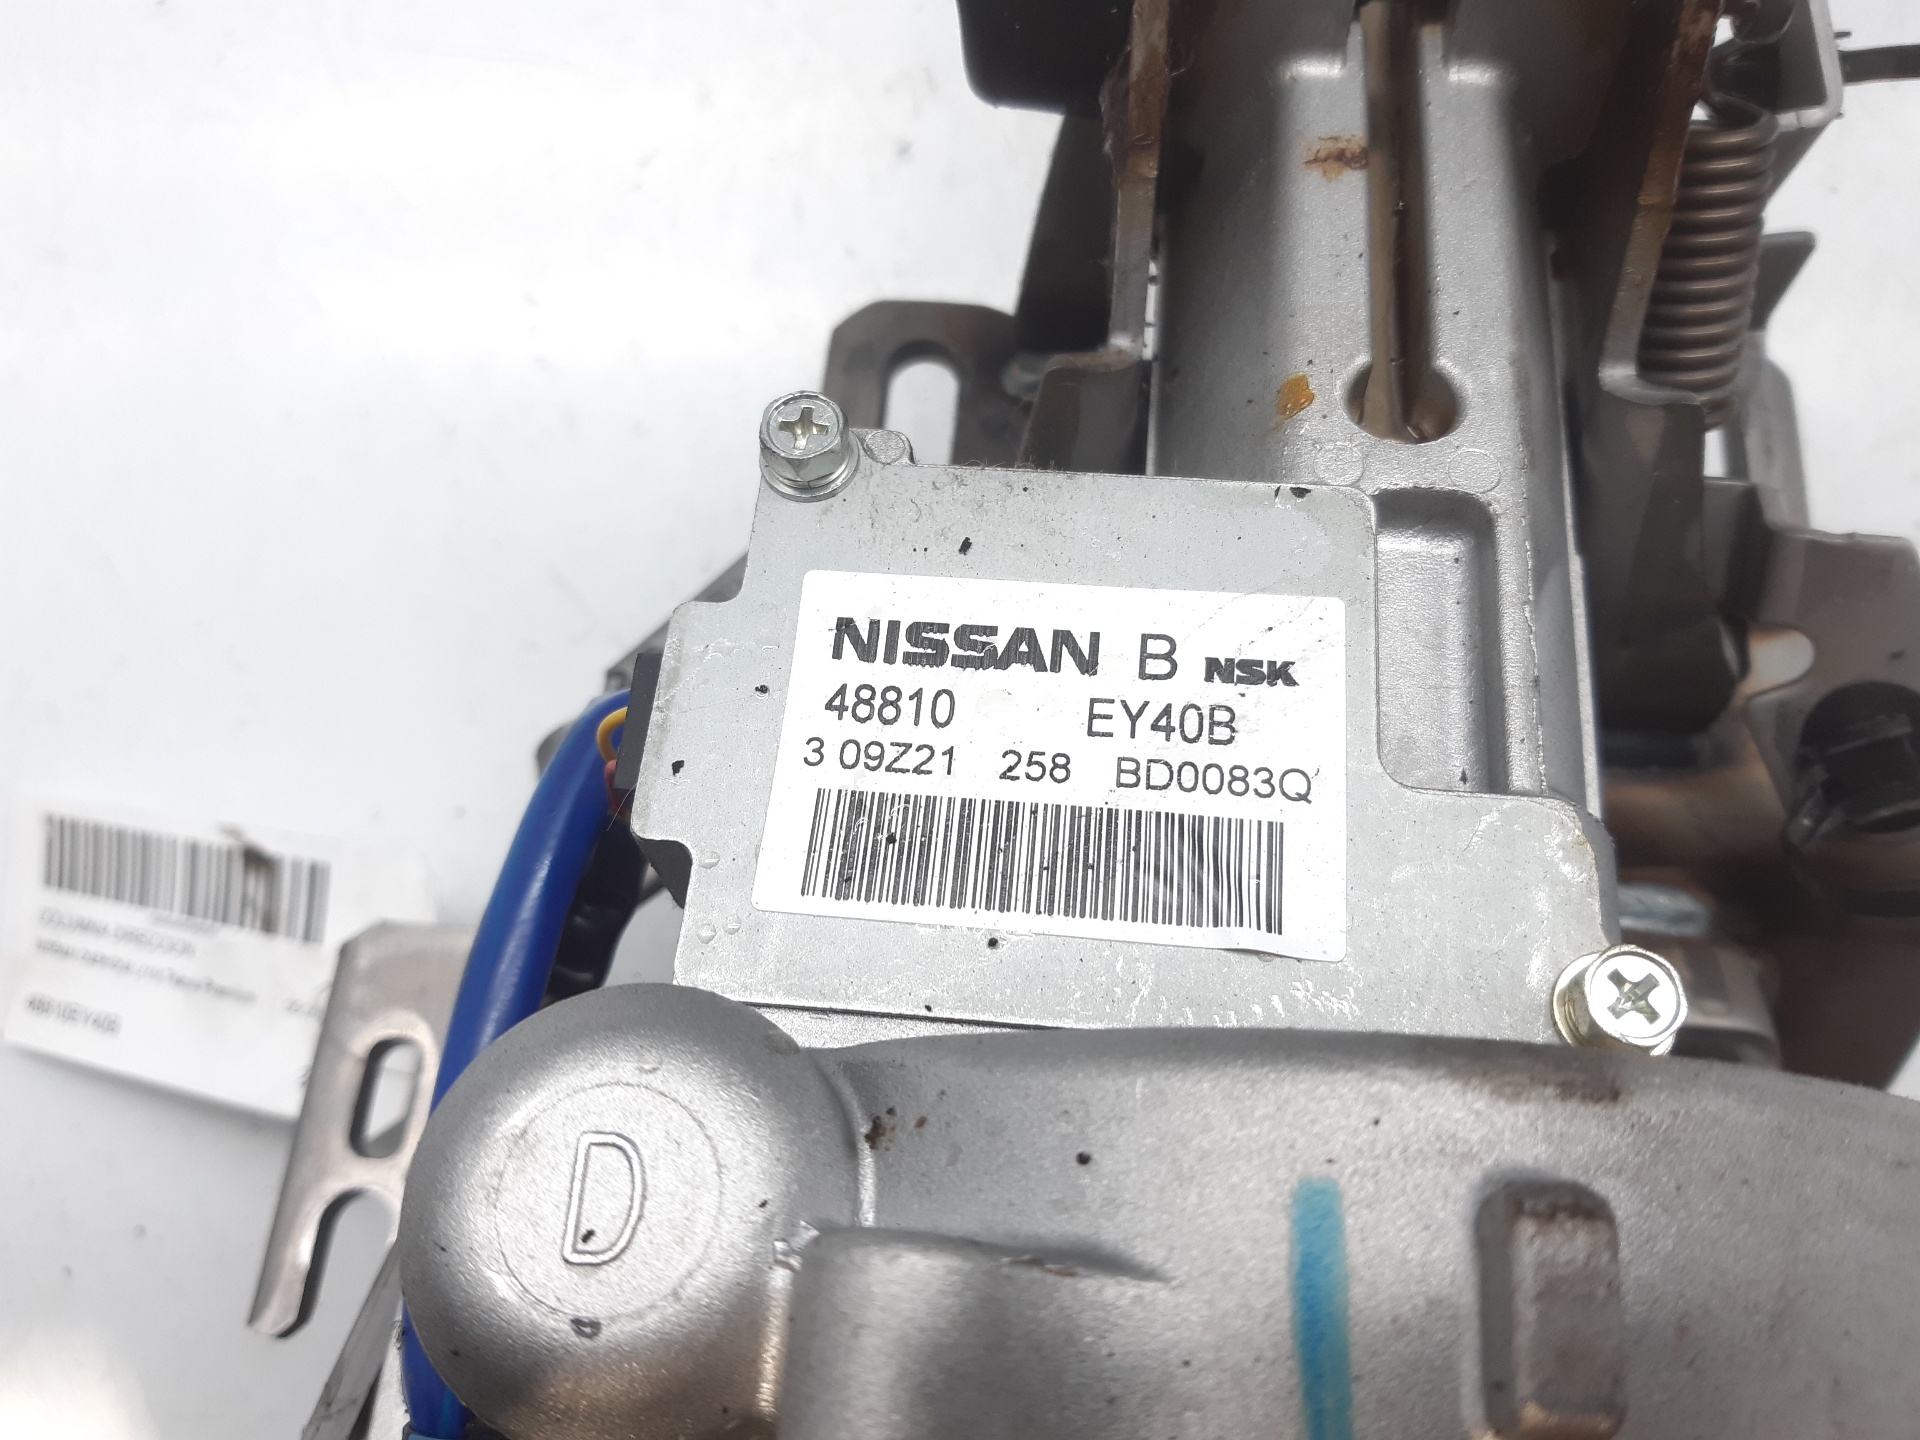 NISSAN B NSK
48810 EY40B
3 09Z21 258 BD0083Q
COLUMNA DIRECCION
48810EY40B
D